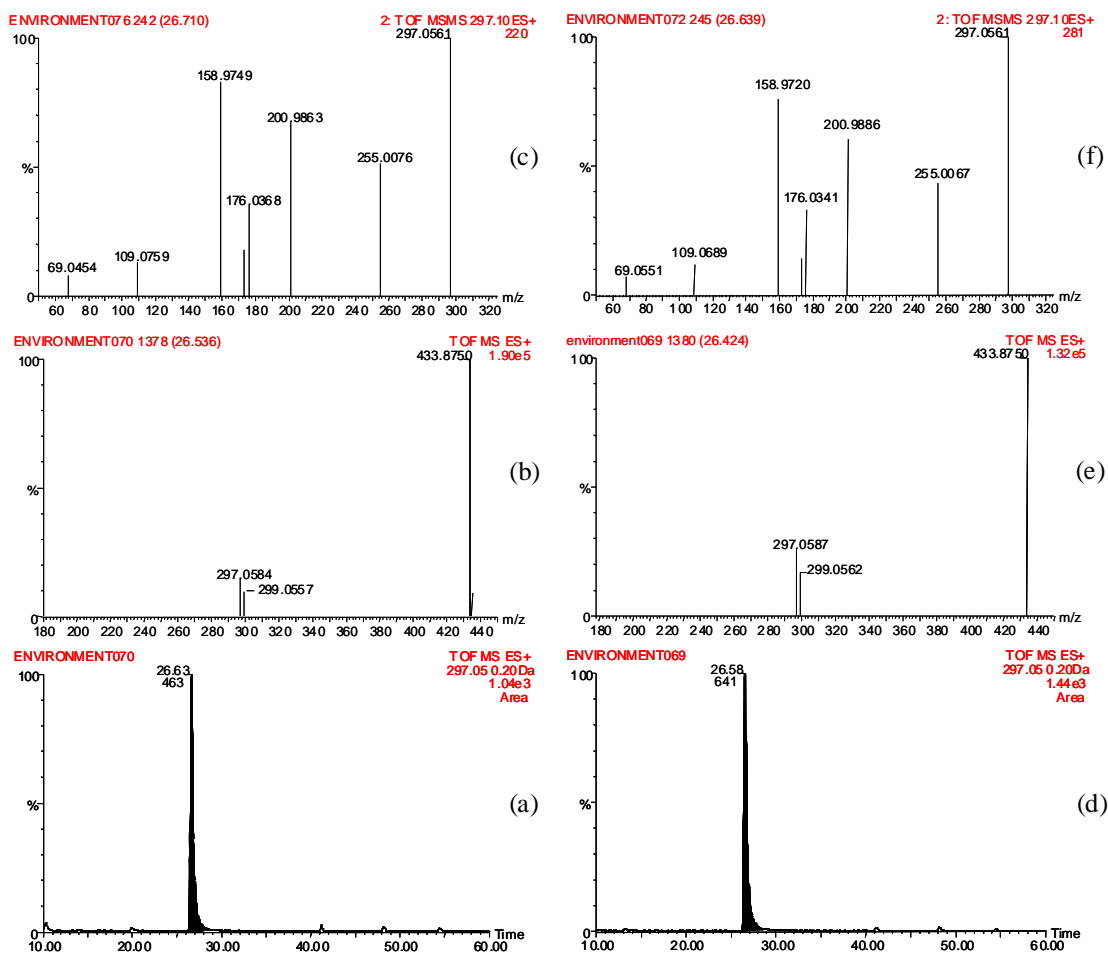 ENVIRONMENT076 242 (26.710)
2: TOF MSMS 297.10ES+
220
100
%
0
297.0561
158.9749
200.9863
255.0076
176.0368
109.0759
69.0454
(c)
60 80 100 120 140 160 180 200 220 240 260 280 300 320 m/z
ENVIRONMENT072 245 (26.639)
2: TOF MSMS 297.10ES+
281
100
%
0
297.0561
158.9720
200.9886
255.0067
176.0341
109.0689
69.0551
(f)
60 80 100 120 140 160 180 200 220 240 260 280 300 320 m/z
ENVIRONMENT070 1378 (26.536)
TOF MS ES+
1.90e5
100
%
0
433.8750
297.0584
299.0557
(b)
180 200 220 240 260 280 300 320 340 360 380 400 420 440 m/z
environment069 1380 (26.424)
TOF MS ES+
1.32e5
100
%
0
433.8750
297.0587
299.0562
(e)
180 200 220 240 260 280 300 320 340 360 380 400 420 440 m/z
ENVIRONMENT070
TOF MS ES+
297.05 0.20Da
1.04e3
Area
100
%
0
26.63
463
(a)
10.00 20.00 30.00 40.00 50.00 60.00 Time
ENVIRONMENT069
TOF MS ES+
297.05 0.20Da
1.44e3
Area
100
%
0
26.58
641
(d)
10.00 20.00 30.00 40.00 50.00 60.00 Time